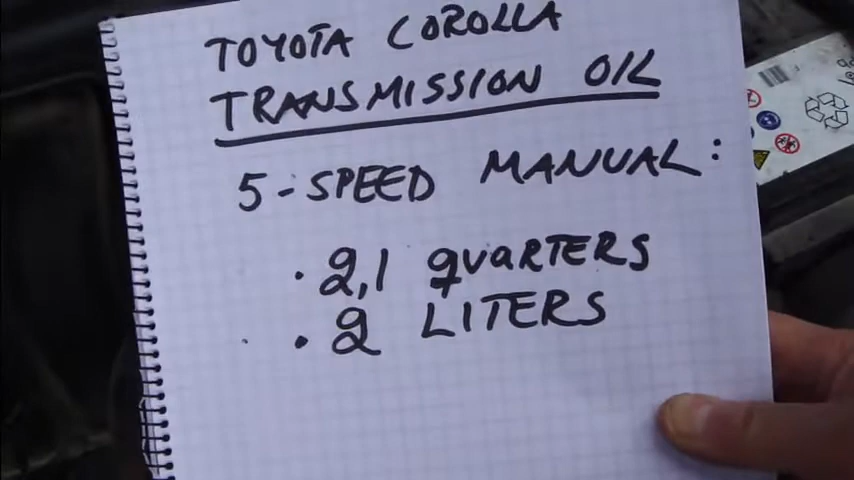 TOYOTA COROLLA
TRANSMISSION OIL
5-SPEED MANUAL:
• 2,1 QUARTERS
• 2 LITERS